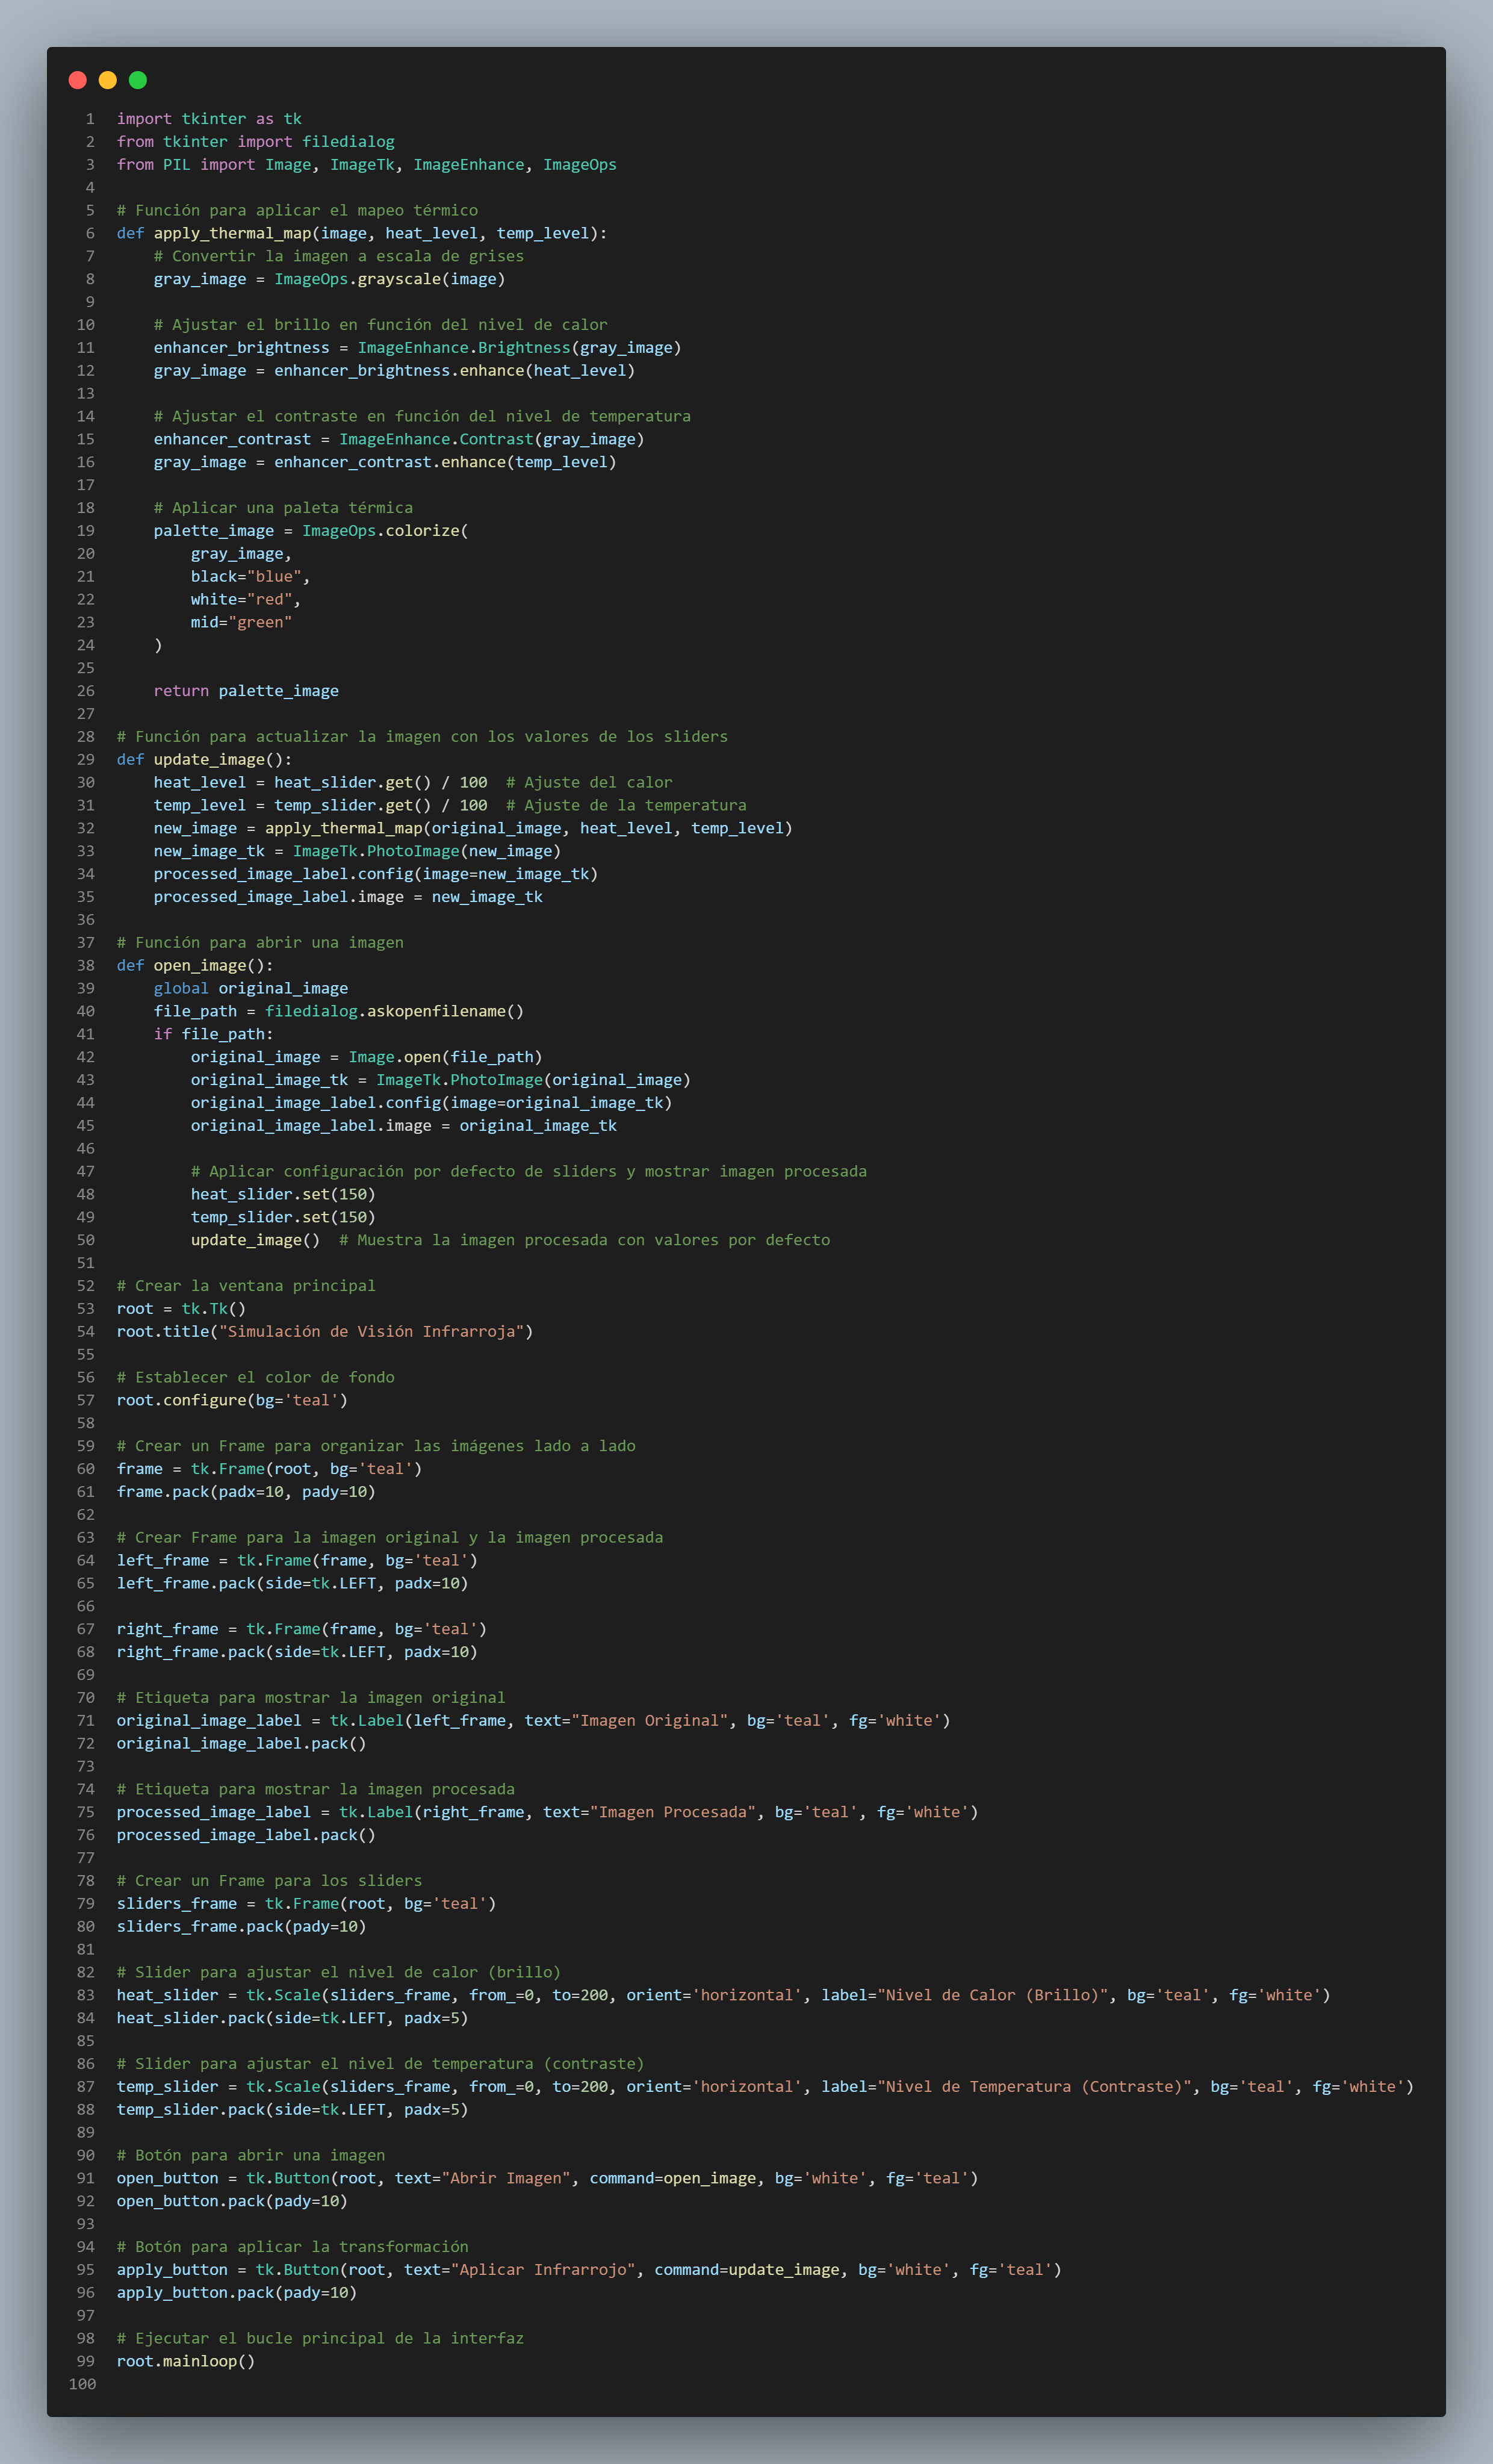 1 import tkinter as tk
2 from tkinter import filedialog
3 from PIL import Image, ImageTk, ImageEnhance, ImageOps
4
5 # Función para aplicar el mapeo térmico
6 def apply_thermal_map(image, heat_level, temp_level):
7     # Convertir la imagen a escala de grises
8     gray_image = ImageOps.grayscale(image)
9
10     # Ajustar el brillo en función del nivel de calor
11     enhancer_brightness = ImageEnhance.Brightness(gray_image)
12     gray_image = enhancer_brightness.enhance(heat_level)
13
14     # Ajustar el contraste en función del nivel de temperatura
15     enhancer_contrast = ImageEnhance.Contrast(gray_image)
16     gray_image = enhancer_contrast.enhance(temp_level)
17
18     # Aplicar una paleta térmica
19     palette_image = ImageOps.colorize(
20         gray_image,
21         black="blue",
22         white="red",
23         mid="green"
24     )
25
26     return palette_image
27
28 # Función para actualizar la imagen con los valores de los sliders
29 def update_image():
30     heat_level = heat_slider.get() / 100  # Ajuste del calor
31     temp_level = temp_slider.get() / 100  # Ajuste de la temperatura
32     new_image = apply_thermal_map(original_image, heat_level, temp_level)
33     new_image_tk = ImageTk.PhotoImage(new_image)
34     processed_image_label.config(image=new_image_tk)
35     processed_image_label.image = new_image_tk
36
37 # Función para abrir una imagen
38 def open_image():
39     global original_image
40     file_path = filedialog.askopenfilename()
41     if file_path:
42         original_image = Image.open(file_path)
43         original_image_tk = ImageTk.PhotoImage(original_image)
44         original_image_label.config(image=original_image_tk)
45         original_image_label.image = original_image_tk
46
47         # Aplicar configuración por defecto de sliders y mostrar imagen procesada
48         heat_slider.set(150)
49         temp_slider.set(150)
50         update_image()  # Muestra la imagen procesada con valores por defecto
51
52 # Crear la ventana principal
53 root = tk.Tk()
54 root.title("Simulación de Visión Infrarroja")
55
56 # Establecer el color de fondo
57 root.configure(bg='teal')
58
59 # Crear un Frame para organizar las imágenes lado a lado
60 frame = tk.Frame(root, bg='teal')
61 frame.pack(padx=10, pady=10)
62
63 # Crear Frame para la imagen original y la imagen procesada
64 left_frame = tk.Frame(frame, bg='teal')
65 left_frame.pack(side=tk.LEFT, padx=10)
66
67 right_frame = tk.Frame(frame, bg='teal')
68 right_frame.pack(side=tk.LEFT, padx=10)
69
70 # Etiqueta para mostrar la imagen original
71 original_image_label = tk.Label(left_frame, text="Imagen Original", bg='teal', fg='white')
72 original_image_label.pack()
73
74 # Etiqueta para mostrar la imagen procesada
75 processed_image_label = tk.Label(right_frame, text="Imagen Procesada", bg='teal', fg='white')
76 processed_image_label.pack()
77
78 # Crear un Frame para los sliders
79 sliders_frame = tk.Frame(root, bg='teal')
80 sliders_frame.pack(pady=10)
81
82 # Slider para ajustar el nivel de calor (brillo)
83 heat_slider = tk.Scale(sliders_frame, from_=0, to=200, orient='horizontal', label="Nivel de Calor (Brillo)", bg='teal', fg='white')
84 heat_slider.pack(side=tk.LEFT, padx=5)
85
86 # Slider para ajustar el nivel de temperatura (contraste)
87 temp_slider = tk.Scale(sliders_frame, from_=0, to=200, orient='horizontal', label="Nivel de Temperatura (Contraste)", bg='teal', fg='white')
88 temp_slider.pack(side=tk.LEFT, padx=5)
89
90 # Botón para abrir una imagen
91 open_button = tk.Button(root, text="Abrir Imagen", command=open_image, bg='white', fg='teal')
92 open_button.pack(pady=10)
93
94 # Botón para aplicar la transformación
95 apply_button = tk.Button(root, text="Aplicar Infrarrojo", command=update_image, bg='white', fg='teal')
96 apply_button.pack(pady=10)
97
98 # Ejecutar el bucle principal de la interfaz
99 root.mainloop()
100